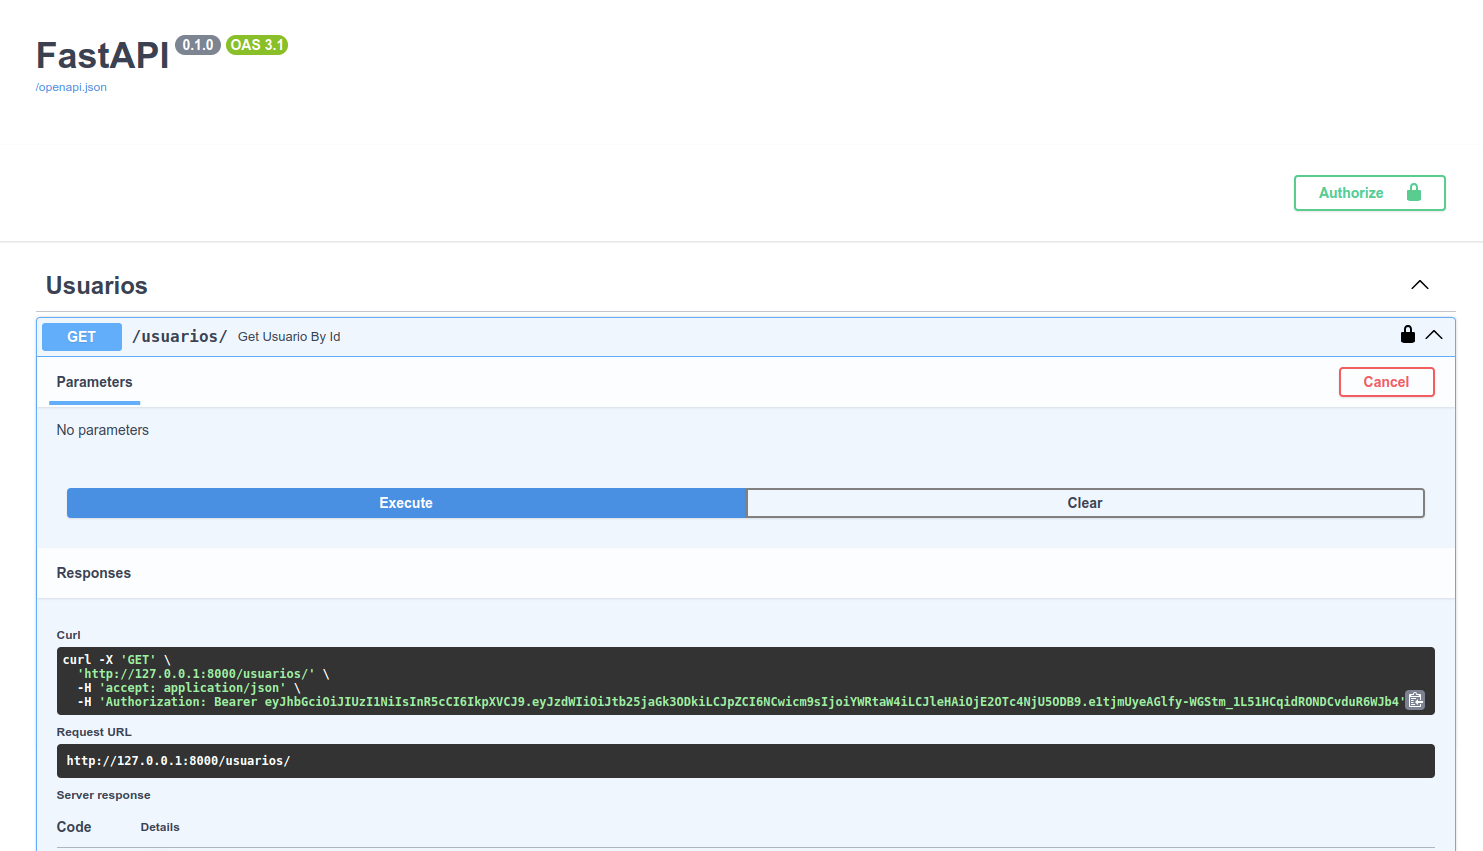 FastAPI 0.1.0 OAS 3.1
/openapi.json
Authorize
Usuarios
GET /usuarios/ Get Usuario By Id
Parameters
Cancel
No parameters
Execute
Clear
Responses
Curl
curl -X 'GET' \
'http://127.0.0.1:8000/usuarios/' \
-H 'accept: application/json' \
-H 'Authorization: Bearer eyJhbGciOiJIUzI1NiIsInR5cCI6IkpXVCJ9.eyJzdWIiOiJtb25jaGk3ODkiLCJpZCI6NCwicm9sIjoiYWRtaW4iLCJleHAiOjE2OTc4NjU5ODB9.e1tjmUyeAGlfy-WGStm_1L51HCqidRONDCvduR6WJb4'
Request URL
http://127.0.0.1:8000/usuarios/
Server response
Code Details